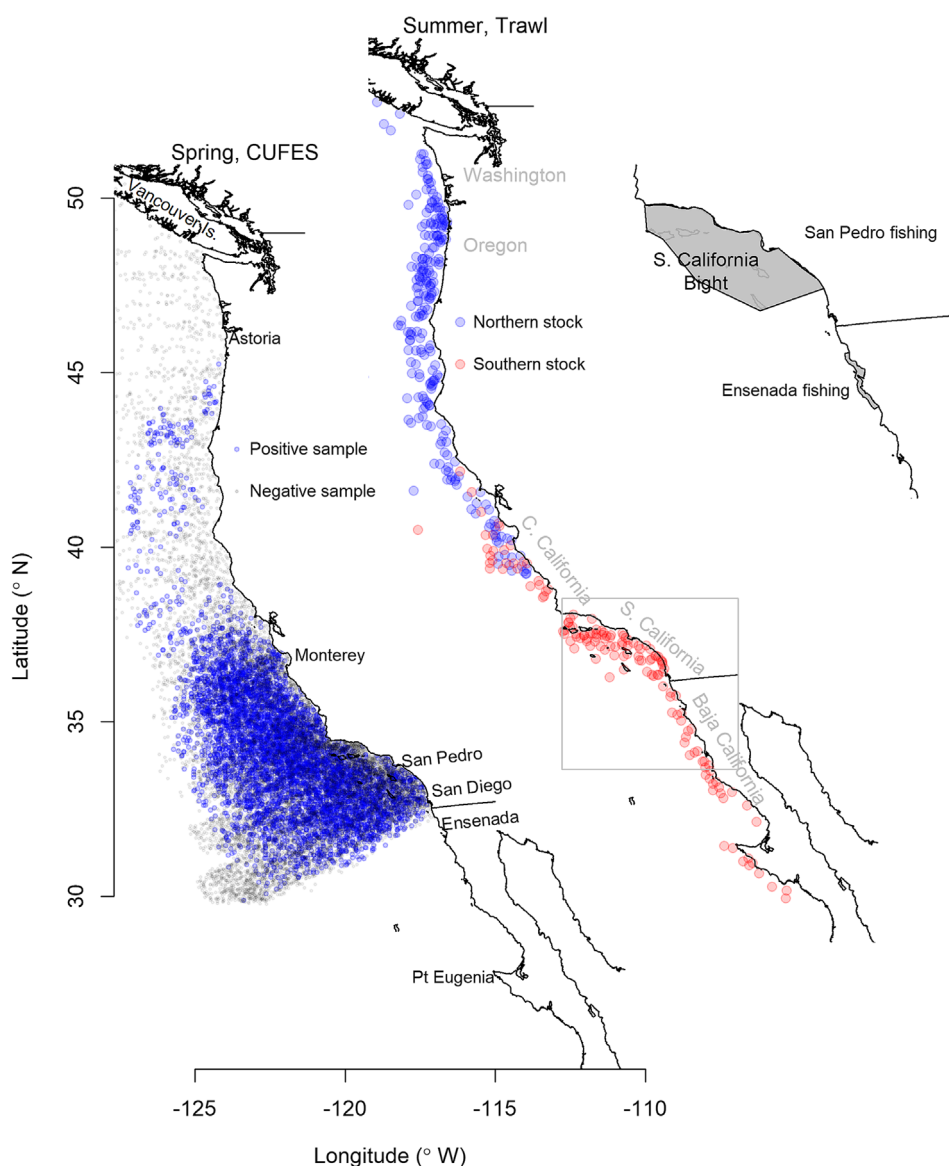 Summer, Trawl
Spring, CUFES
Vancouver Is.
Washington
Oregon
San Pedro fishing
S. California
Bight
Northern stock
Southern stock
Ensenada fishing
Astoria
Positive sample
Negative sample
C. California
S. California
Baja California
Monterey
San Pedro
San Diego
Ensenada
Pt Eugenia
50
45
40
35
30
Latitude (° N)
-125
-120
-115
-110
Longitude (° W)